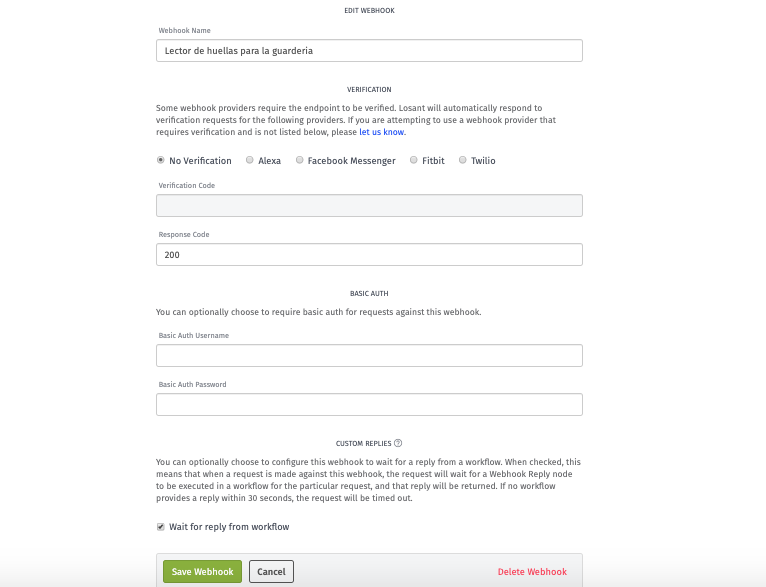 EDIT WEBHOOK
Webhook Name
Lector de huellas para la guarderia
VERIFICATION
Some webhook providers require the endpoint to be verified. Losant will automatically respond to
verification requests for the following providers. If you are attempting to use a webhook provider that
requires verification and is not listed below, please let us know.
No Verification Alexa Facebook Messenger Fitbit Twilio
Verification Code
Response Code
200
BASIC AUTH
You can optionally choose to require basic auth for requests against this webhook.
Basic Auth Username
Basic Auth Password
CUSTOM REPLIES ?
You can optionally choose to configure this webhook to wait for a reply from a workflow. When checked, this
means that when a request is made against this webhook, the request will wait for a Webhook Reply node
to be executed in a workflow for the particular request, and that reply will be returned. If no workflow
provides a reply within 30 seconds, the request will be timed out.
Wait for reply from workflow
Save Webhook Cancel Delete Webhook